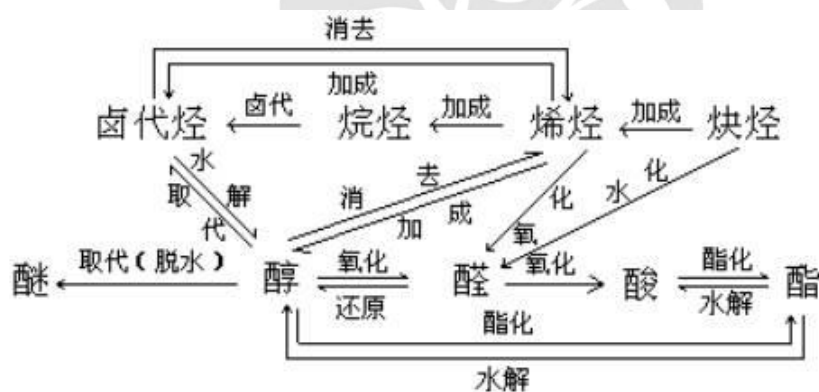 消去
加成
卤代烃 卤代 烷烃 加成 烯烃 加成 炔烃
水解 取代 消去 加成 氧化 水化
醚 取代(脱水) 醇 氧化 还原 醛 氧化 酸 酯化 水解 酯
酯化
水解